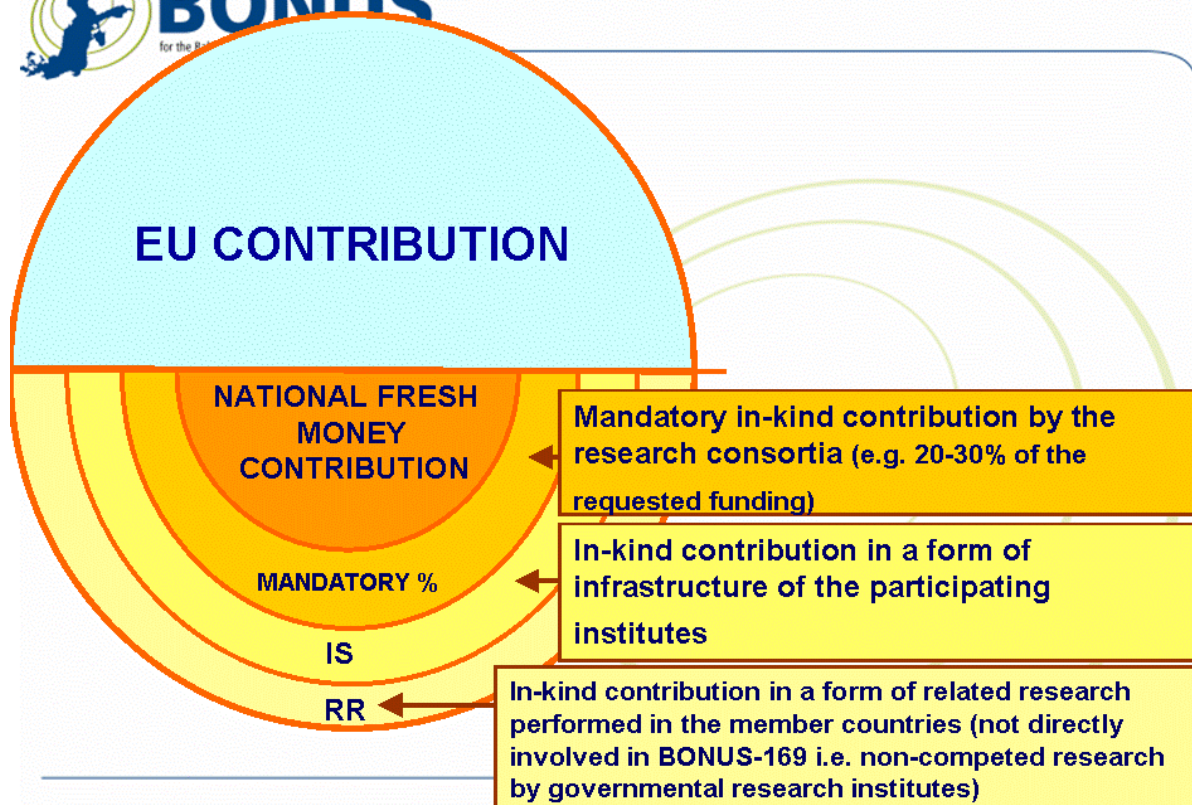 BONUS
for the
EU CONTRIBUTION
NATIONAL FRESH
MONEY
CONTRIBUTION
MANDATORY %
IS
RR
Mandatory in-kind contribution by the
research consortia (e.g. 20-30% of the
requested funding)
In-kind contribution in a form of
infrastructure of the participating
institutes
In-kind contribution in a form of related research
performed in the member countries (not directly
involved in BONUS-169 i.e. non-competed research
by governmental research institutes)